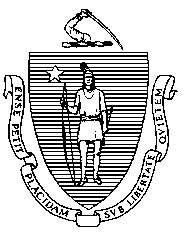 ENSE PETIT
PLACIDAM
SVB LIBERTATE
QVIETEM